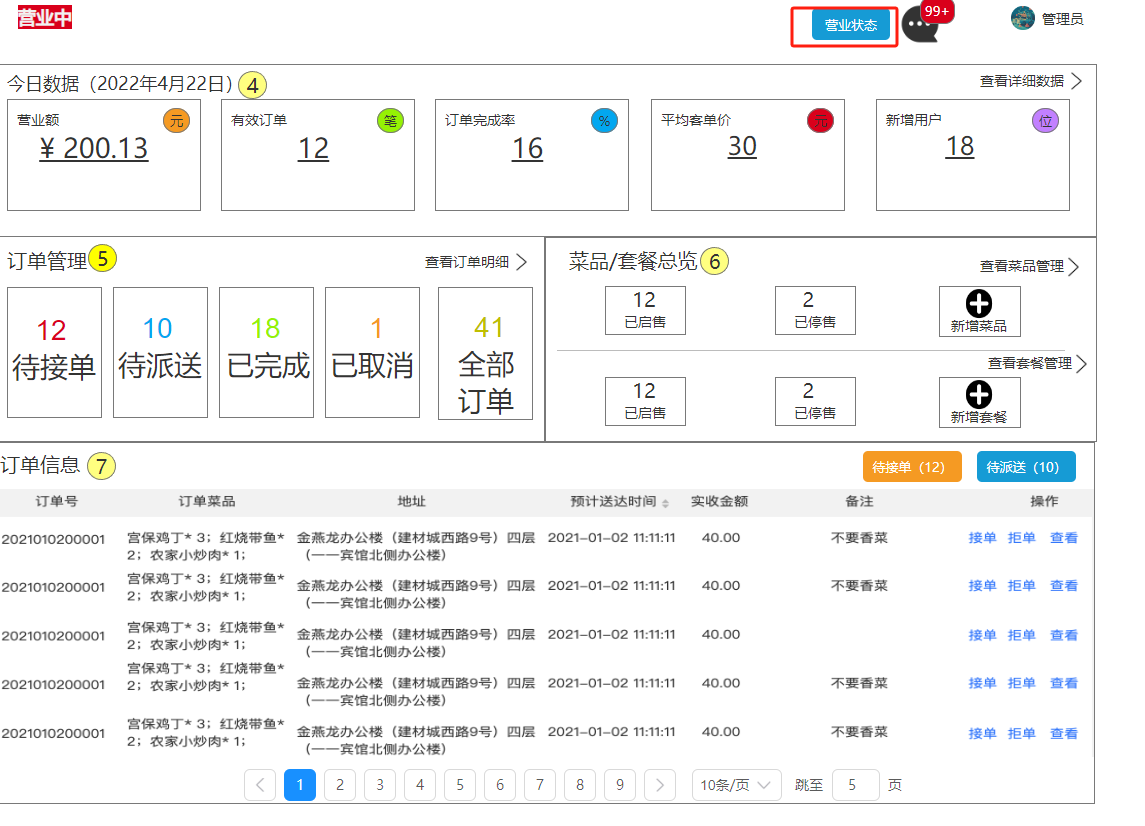 营业中
营业状态
99+
管理员
今日数据（2022年4月22日）
4
查看详细数据
营业额
元
¥ 200.13
有效订单
笔
12
订单完成率
%
16
平均客单价
元
30
新增用户
位
18
订单管理
5
查看订单明细
12
待接单
10
待派送
18
已完成
1
已取消
41
全部
订单
菜品/套餐总览
6
查看菜品管理
12
已启售
2
已停售
新增菜品
查看套餐管理
12
已启售
2
已停售
新增套餐
订单信息
7
待接单（12）
待派送（10）
订单号 订单菜品 地址 预计送达时间 实收金额 备注 操作
2021010200001 宫保鸡丁* 3；红烧带鱼* 金燕龙办公楼（建材城西路9号）四层 2021-01-02 11:11:11 40.00 不要香菜 接单 拒单 查看
2；农家小炒肉* 1； （一一宾馆北侧办公楼）
2021010200001 宫保鸡丁* 3；红烧带鱼* 金燕龙办公楼（建材城西路9号）四层 2021-01-02 11:11:11 40.00 不要香菜 接单 拒单 查看
2；农家小炒肉* 1； （一一宾馆北侧办公楼）
2021010200001 宫保鸡丁* 3；红烧带鱼* 金燕龙办公楼（建材城西路9号）四层 2021-01-02 11:11:11 40.00 接单 拒单 查看
2；农家小炒肉* 1； （一一宾馆北侧办公楼）
2021010200001 宫保鸡丁* 3；红烧带鱼* 金燕龙办公楼（建材城西路9号）四层 2021-01-02 11:11:11 40.00 不要香菜 接单 拒单 查看
2；农家小炒肉* 1； （一一宾馆北侧办公楼）
2021010200001 宫保鸡丁* 3；红烧带鱼* 金燕龙办公楼（建材城西路9号）四层 2021-01-02 11:11:11 40.00 不要香菜 接单 拒单 查看
2；农家小炒肉* 1； （一一宾馆北侧办公楼）
1 2 3 4 5 6 7 8 9 10条/页 跳至 5 页